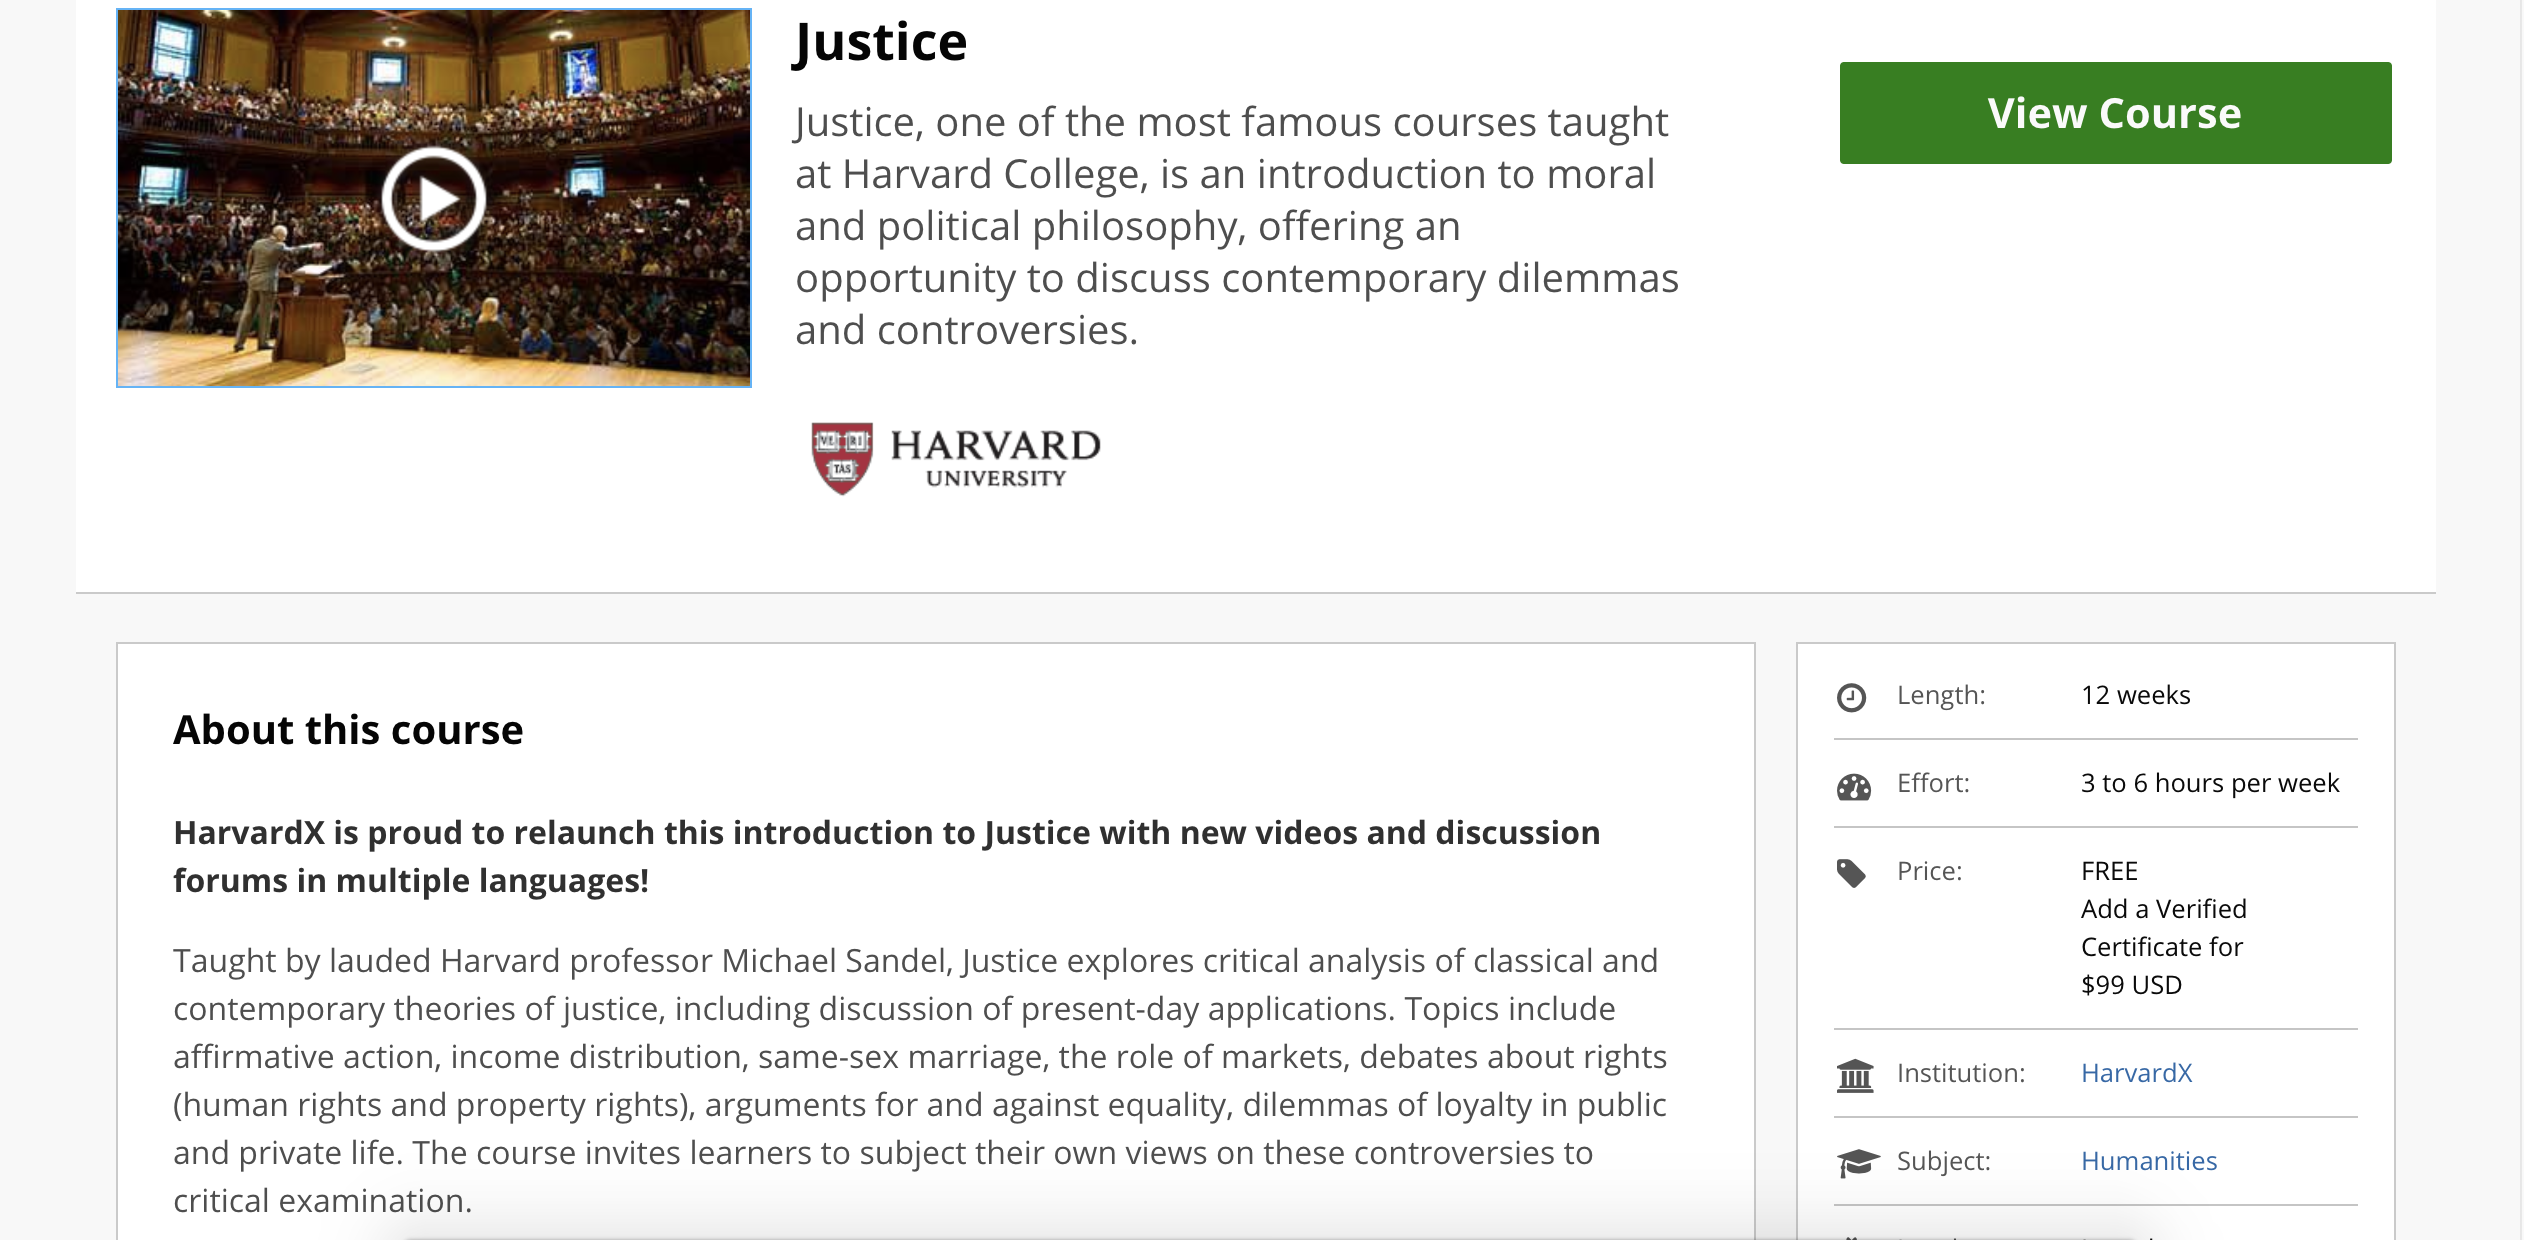 Justice
Justice, one of the most famous courses taught
at Harvard College, is an introduction to moral
and political philosophy, offering an
opportunity to discuss contemporary dilemmas
and controversies.
VE RI
TAS
HARVARD
UNIVERSITY
View Course
About this course
HarvardX is proud to relaunch this introduction to Justice with new videos and discussion
forums in multiple languages!
Taught by lauded Harvard professor Michael Sandel, Justice explores critical analysis of classical and
contemporary theories of justice, including discussion of present-day applications. Topics include
affirmative action, income distribution, same-sex marriage, the role of markets, debates about rights
(human rights and property rights), arguments for and against equality, dilemmas of loyalty in public
and private life. The course invites learners to subject their own views on these controversies to
critical examination.
Length: 12 weeks
Effort: 3 to 6 hours per week
Price: FREE
Add a Verified
Certificate for
$99 USD
Institution: HarvardX
Subject: Humanities